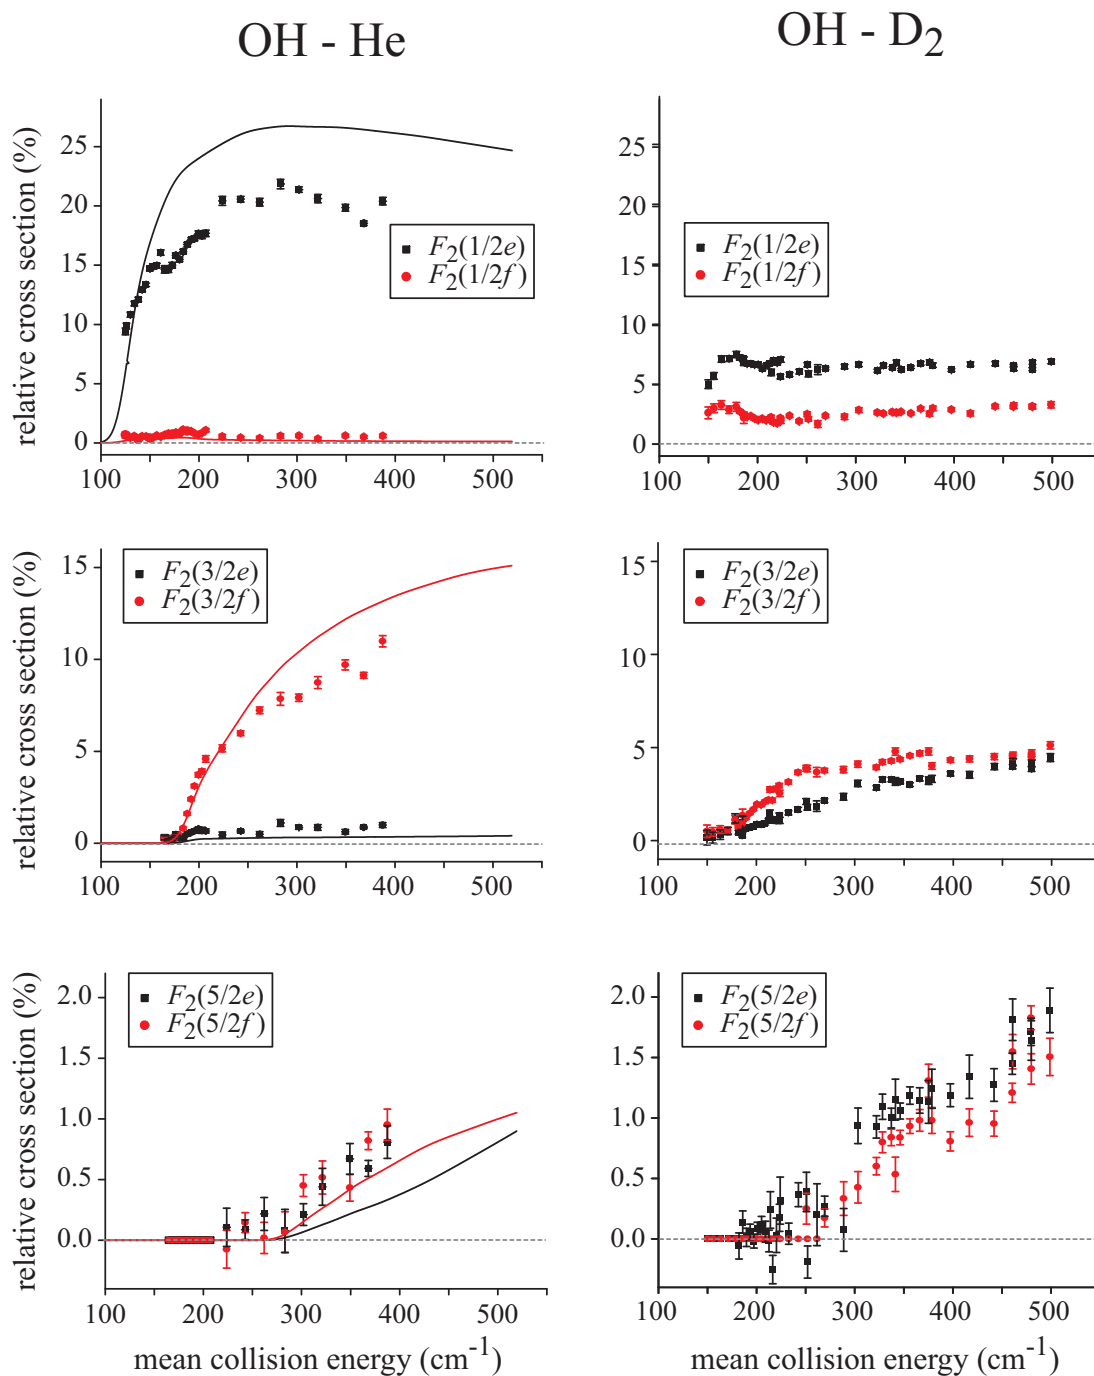 OH - He
OH - D2
relative cross section (%)
25
20
15
10
5
0
100 200 300 400 500
F2(1/2e)
F2(1/2f)
25
20
15
10
5
0
100 200 300 400 500
F2(1/2e)
F2(1/2f)
relative cross section (%)
15
10
5
0
100 200 300 400 500
F2(3/2e)
F2(3/2f)
15
10
5
0
100 200 300 400 500
F2(3/2e)
F2(3/2f)
relative cross section (%)
2.0
1.5
1.0
0.5
0.0
100 200 300 400 500
F2(5/2e)
F2(5/2f)
mean collision energy (cm-1)
2.0
1.5
1.0
0.5
0.0
100 200 300 400 500
F2(5/2e)
F2(5/2f)
mean collision energy (cm-1)